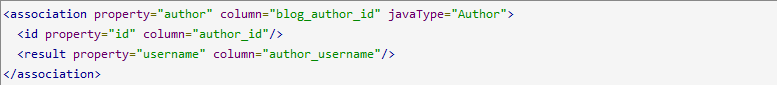 <association property="author" column="blog_author_id" javaType="Author">
  <id property="id" column="author_id"/>
  <result property="username" column="author_username"/>
</association>